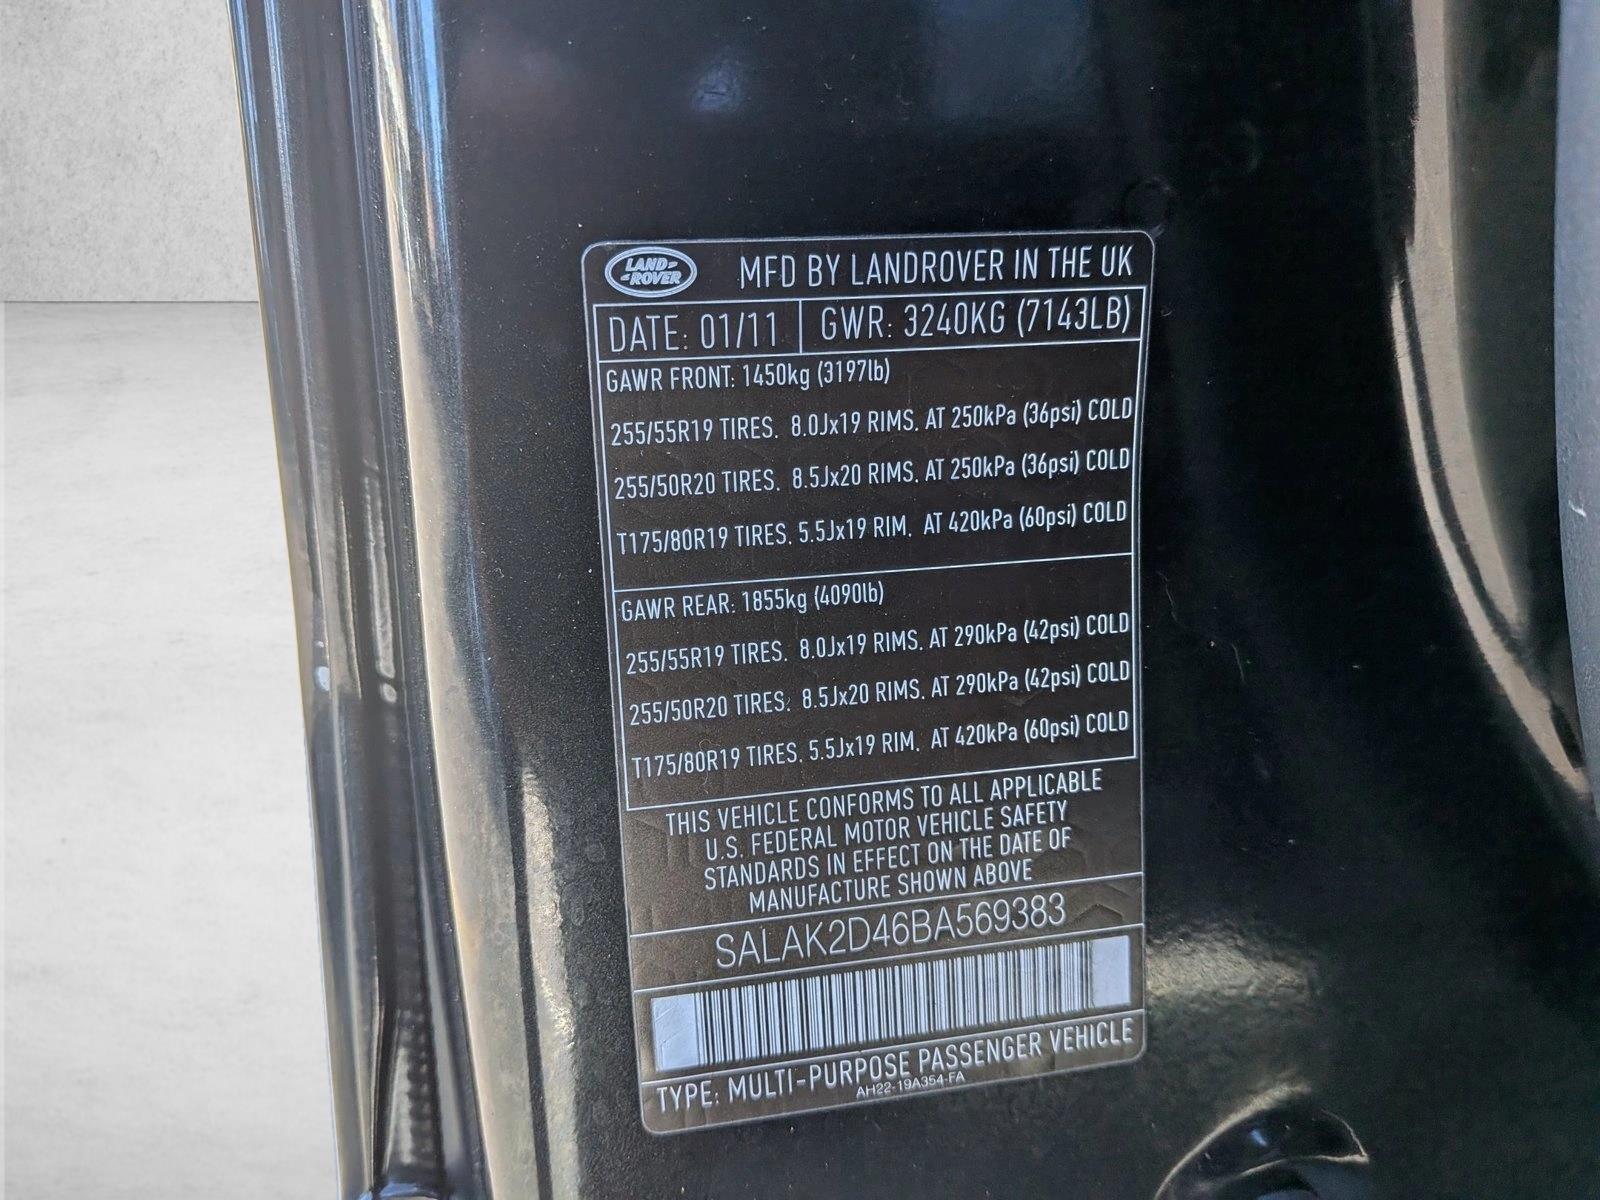 LAND ROVER
MFD BY LANDROVER IN THE UK
DATE: 01/11 GWR: 3240KG (7143LB)
GAWR FRONT: 1450kg (3197lb)
255/55R19 TIRES. 8.0Jx19 RIMS. AT 250kPa (36psi) COLD
255/50R20 TIRES. 8.5Jx20 RIMS. AT 250kPa (36psi) COLD
T175/80R19 TIRES. 5.5Jx19 RIM. AT 420kPa (60psi) COLD
GAWR REAR: 1855kg (4090lb)
255/55R19 TIRES. 8.0Jx19 RIMS. AT 290kPa (42psi) COLD
255/50R20 TIRES. 8.5Jx20 RIMS. AT 290kPa (42psi) COLD
T175/80R19 TIRES. 5.5Jx19 RIM. AT 420kPa (60psi) COLD
THIS VEHICLE CONFORMS TO ALL APPLICABLE
U.S. FEDERAL MOTOR VEHICLE SAFETY
STANDARDS IN EFFECT ON THE DATE OF
MANUFACTURE SHOWN ABOVE
SALAK2D46BA569383
TYPE: MULTI-PURPOSE PASSENGER VEHICLE
AH22-19A354-FA